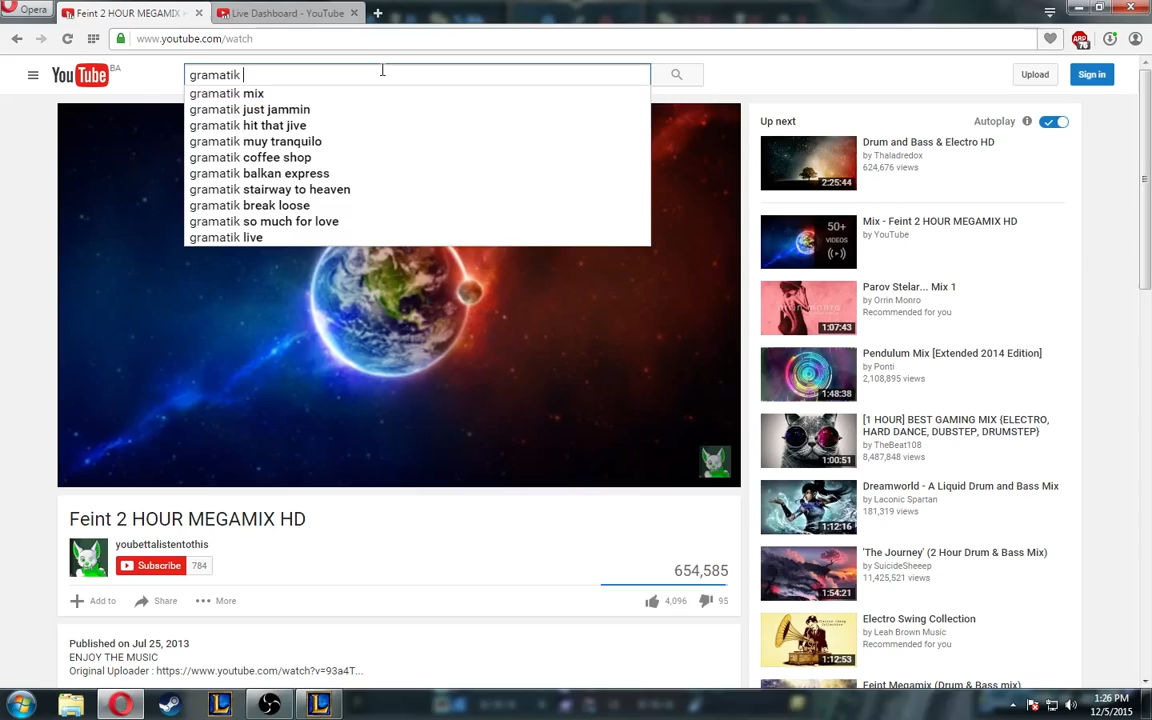 Opera
Feint 2 HOUR MEGAMIX H
Live Dashboard - YouTube
www.youtube.com/watch
76
YouTube BA
gramatik
Upload
Sign in
gramatik mix
gramatik just jammin
gramatik hit that jive
gramatik muy tranquilo
gramatik coffee shop
gramatik balkan express
gramatik stairway to heaven
gramatik break loose
gramatik so much for love
gramatik live
Up next
Autoplay
Drum and Bass & Electro HD
by Thaladredox
624,676 views
2:25:44
Mix - Feint 2 HOUR MEGAMIX HD
by YouTube
50+
VIDEOS
Parov Stelar... Mix 1
by Orrin Monro
Recommended for you
1:07:43
Pendulum Mix [Extended 2014 Edition]
by Ponti
2,108,895 views
1:48:38
[1 HOUR] BEST GAMING MIX {ELECTRO,
HARD DANCE, DUBSTEP, DRUMSTEP}
by TheBeat108
8,487,848 views
1:00:51
Dreamworld - A Liquid Drum and Bass Mix
by Laconic Spartan
181,319 views
1:12:16
'The Journey' (2 Hour Drum & Bass Mix)
by SuicideSheeep
11,425,521 views
1:54:21
Electro Swing Collection
by Leah Brown Music
Recommended for you
1:12:53
Feint Megamix (Drum & Bass mix)
Feint 2 HOUR MEGAMIX HD
youbettalistentothis
Subscribe 784
654,585
Add to
Share
More
4,096
95
Published on Jul 25, 2013
ENJOY THE MUSIC
Original Uploader : https://www.youtube.com/watch?v=93a4T...
1:26 PM
12/5/2015